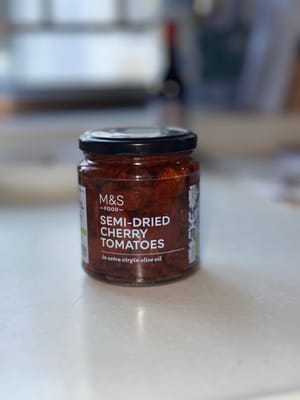 M&S
FOOD
SEMI-DRIED
CHERRY
TOMATOES
in extra virgin olive oil